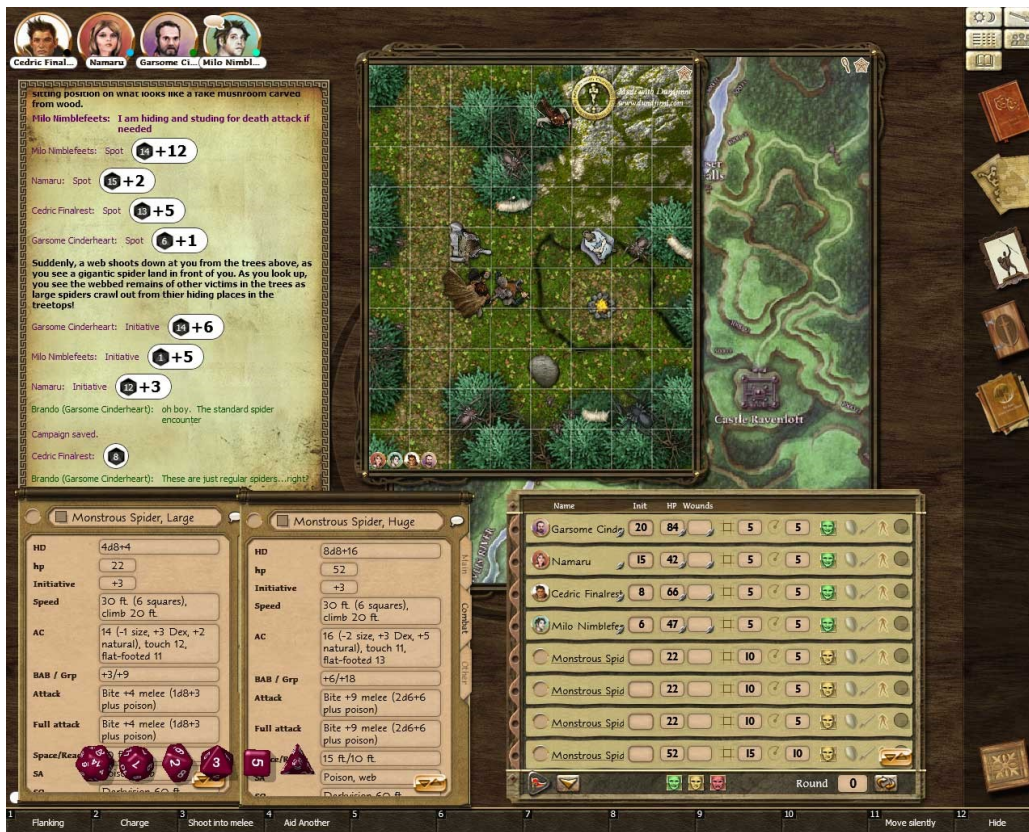 Cedric Final...
Namaru
Garsome Ci...
Milo Nimbl...
sitting position on what looks like a fake mushroom carved
from wood.
Milo Nimblefeets: I am hiding and studing for death attack if
needed
Milo Nimblefeets: Spot 14 +12
Namaru: Spot 15 +2
Cedric Finalrest: Spot 13 +5
Garsome Cinderheart: Spot 6 +1
Suddenly, a web shoots down at you from the trees above, as
you see a gigantic spider land in front of you. As you look up,
you see the webbed remains of other victims in the trees as
large spiders crawl out from thier hiding places in the
treetops!
Garsome Cinderheart: Initiative 14 +6
Milo Nimblefeets: Initiative 1 +5
Namaru: Initiative 12 +3
Brando (Garsome Cinderheart): oh boy. The standard spider
encounter
Campaign saved.
Cedric Finalrest: 8
Brando (Garsome Cinderheart): These are just regular spiders...right?
Made with Dundjinni
www.dundjinni.com
Castle Ravenloft
RIVER
Monstrous Spider, Large
HD 4d8+4
hp 22
Initiative +3
Speed 30 ft. (6 squares),
climb 20 ft.
AC 14 (-1 size, +3 Dex, +2
natural), touch 12,
flat-footed 11
BAB / Grp +3/+9
Attack Bite +4 melee (1d8+3
plus poison)
Full attack Bite +4 melee (1d8+3
plus poison)
Space/Reac
SA
Darkvision 60 ft.
Monstrous Spider, Huge
HD 8d8+16
hp 52
Initiative +3
Speed 30 ft. (6 squares),
climb 20 ft.
AC 16 (-2 size, +3 Dex, +5
natural), touch 11,
flat-footed 13
BAB / Grp +6/+18
Attack Bite +9 melee (2d6+6
plus poison)
Full attack Bite +9 melee (2d6+6
plus poison)
15 ft/10 ft.
SA Poison, web
Darkvision 60 ft.
Main
Combat
Other
Name Init HP Wounds
Garsome Cinde 20 84 5 5
Namaru 15 42 5 5
Cedric Finalrest 8 66 5 5
Milo Nimblefe 6 47 5 5
Monstrous Spid 22 10 5
Monstrous Spid 22 10 5
Monstrous Spid 22 10 5
Monstrous Spid 52 15 10
Round 0
1 Flanking
2 Charge
3 Shoot into melee
4 Aid Another
5
6
7
8
9
10
11 Move silently
12 Hide